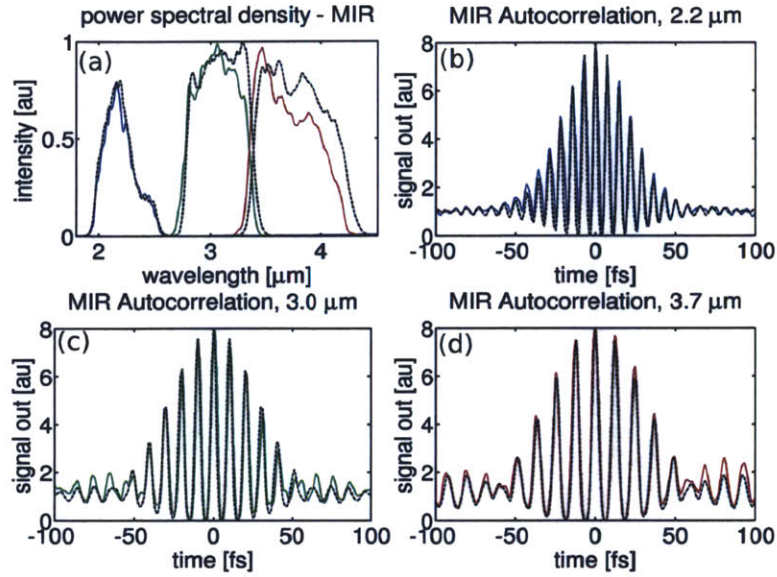 power spectral density - MIR
(a)
intensity [au]
1
0.5
0
2 3 4
wavelength [μm]
MIR Autocorrelation, 2.2 μm
(b)
signal out [au]
8
6
4
2
0
-100 -50 0 50 100
time [fs]
MIR Autocorrelation, 3.0 μm
(c)
signal out [au]
8
6
4
2
0
-100 -50 0 50 100
time [fs]
MIR Autocorrelation, 3.7 μm
(d)
signal out [au]
8
6
4
2
0
-100 -50 0 50 100
time [fs]